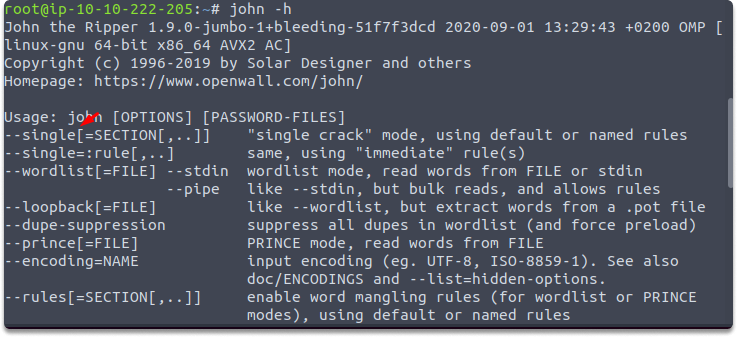 root@ip-10-10-222-205:~# john -h
John the Ripper 1.9.0-jumbo-1+bleeding-51f7f3dcd 2020-09-01 13:29:43 +0200 OMP [
linux-gnu 64-bit x86_64 AVX2 AC]
Copyright (c) 1996-2019 by Solar Designer and others
Homepage: https://www.openwall.com/john/

Usage: john [OPTIONS] [PASSWORD-FILES]
--single[=SECTION[,..]]    "single crack" mode, using default or named rules
--single=:rule[,..]        same, using "immediate" rule(s)
--wordlist[=FILE] --stdin  wordlist mode, read words from FILE or stdin
                  --pipe   like --stdin, but bulk reads, and allows rules
--loopback[=FILE]          like --wordlist, but extract words from a .pot file
--dupe-suppression         suppress all dupes in wordlist (and force preload)
--prince[=FILE]            PRINCE mode, read words from FILE
--encoding=NAME            input encoding (eg. UTF-8, ISO-8859-1). See also
                           doc/ENCODINGS and --list=hidden-options.
--rules[=SECTION[,..]]     enable word mangling rules (for wordlist or PRINCE
                           modes), using default or named rules